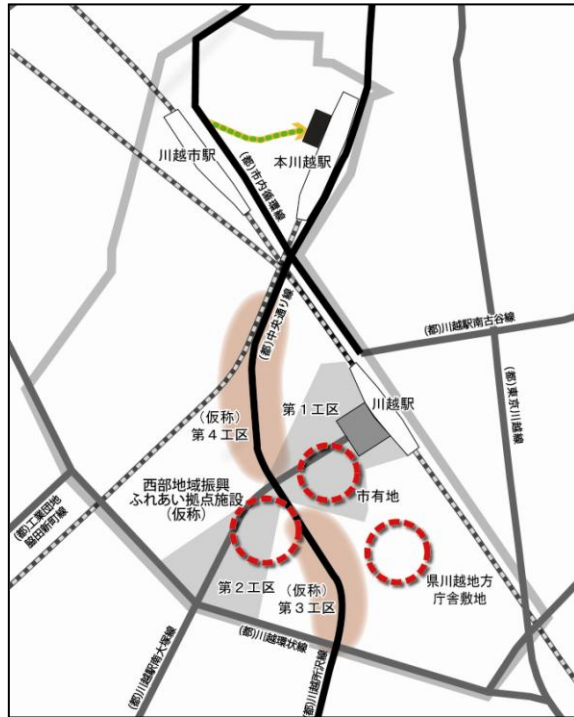 川越市駅
本川越駅
(都)市内循環線
(都)中央通り線
(都)川越駅南古谷線
(都)東京川越線
川越駅
第1工区
(仮称)
第4工区
市有地
西部地域振興
ふれあい拠点施設
(仮称)
(都)工業団地
脇田新町線
第2工区
(仮称)
第3工区
県川越地方
庁舎敷地
(都)川越環状線
(都)川越駅南大塚線
(都)川越所沢線